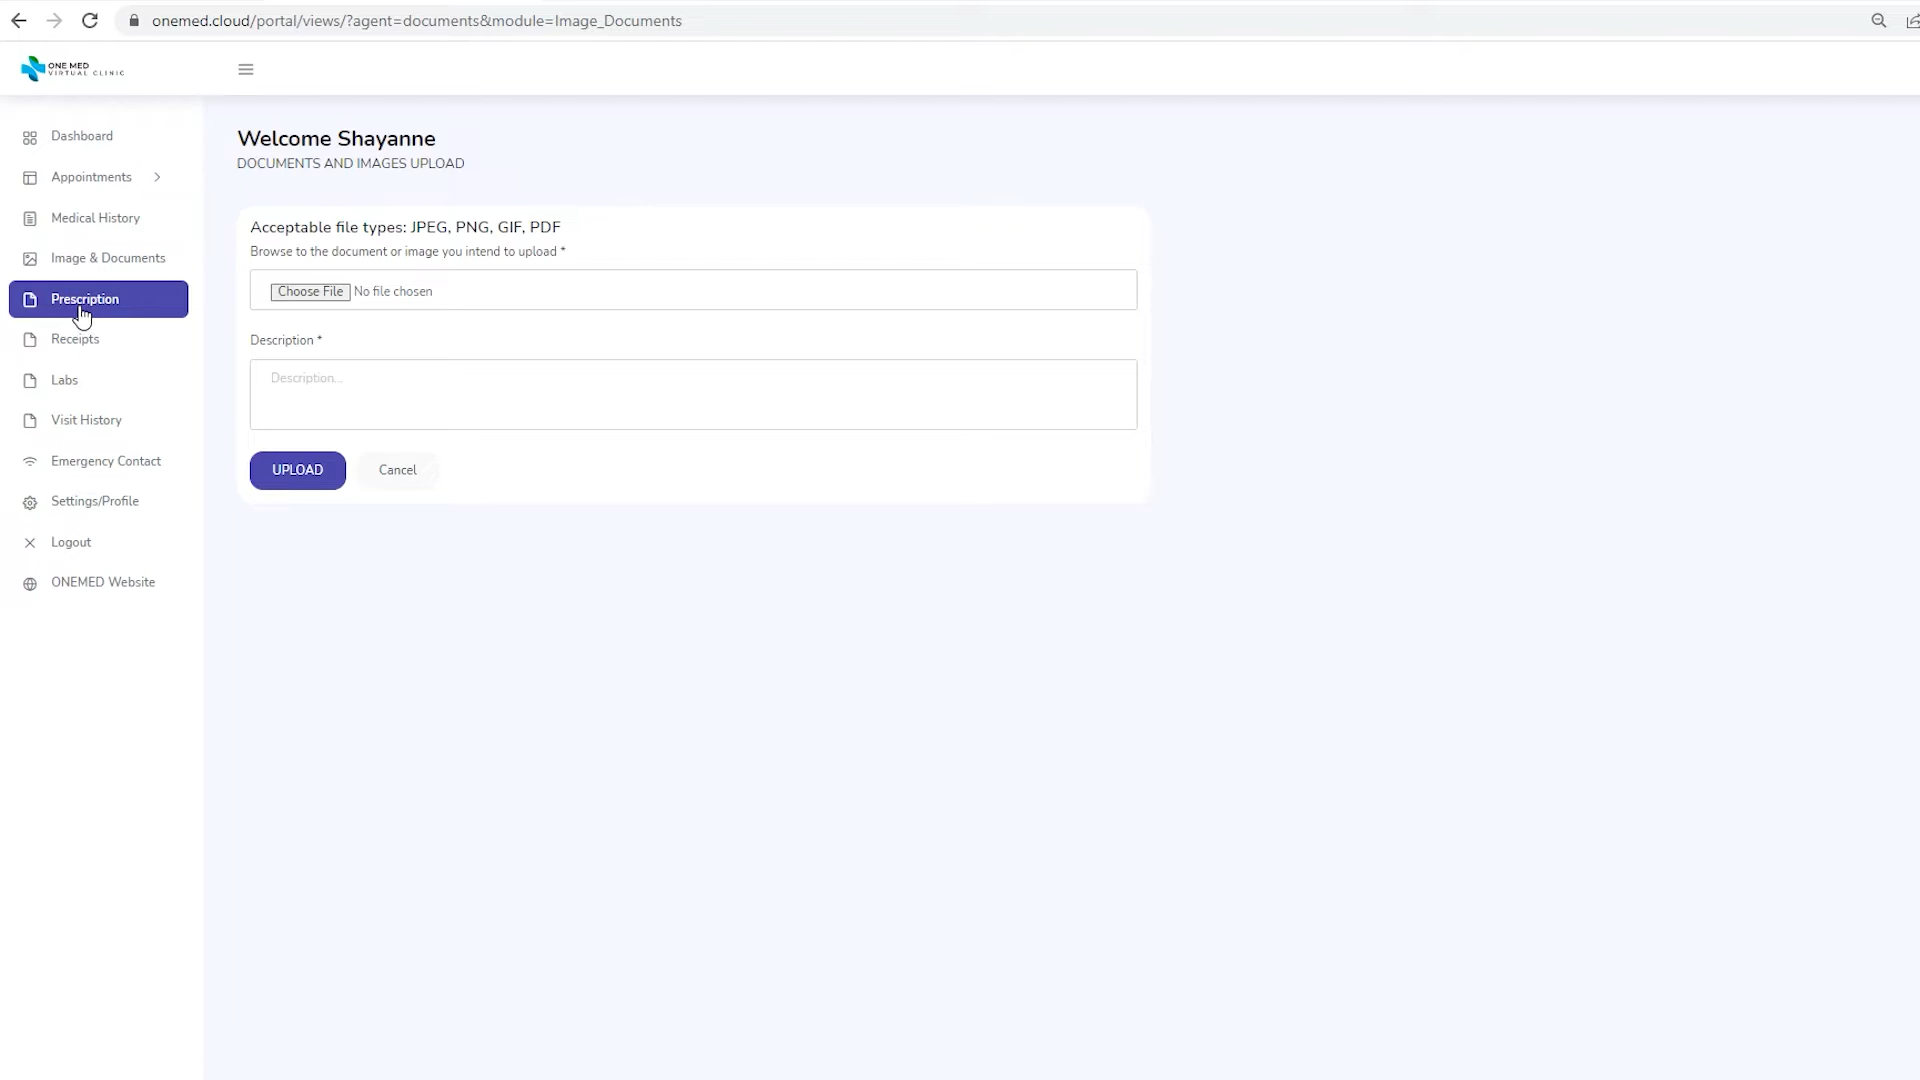 onemed.cloud/portal/views/?agent=documents&module=Image_Documents
ONE MED
VIRTUAL CLINIC
Dashboard
Appointments
Medical History
Image & Documents
Prescription
Receipts
Labs
Visit History
Emergency Contact
Settings/Profile
Logout
ONEMED Website
Welcome Shayanne
DOCUMENTS AND IMAGES UPLOAD
Acceptable file types: JPEG, PNG, GIF, PDF
Browse to the document or image you intend to upload *
Choose File No file chosen
Description *
Description...
UPLOAD Cancel